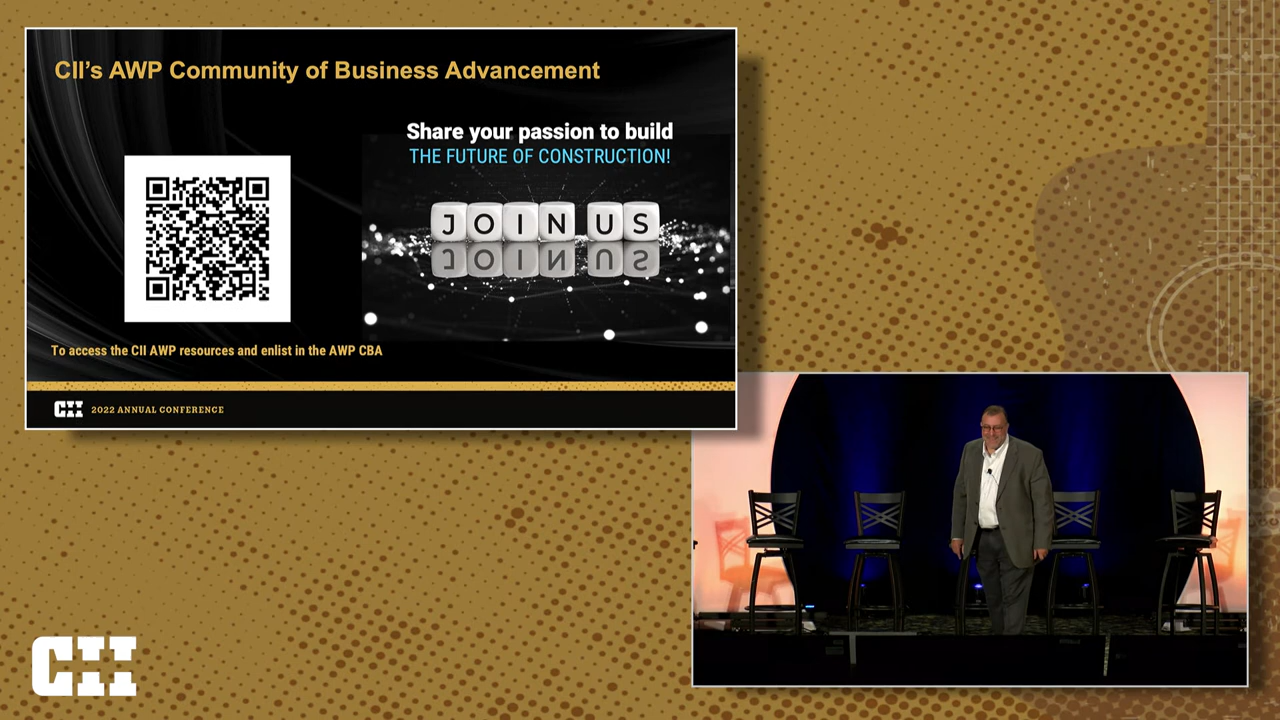 CII's AWP Community of Business Advancement
Share your passion to build
THE FUTURE OF CONSTRUCTION!
JOIN US
To access the CII AWP resources and enlist in the AWP CBA
CII 2022 ANNUAL CONFERENCE
CII